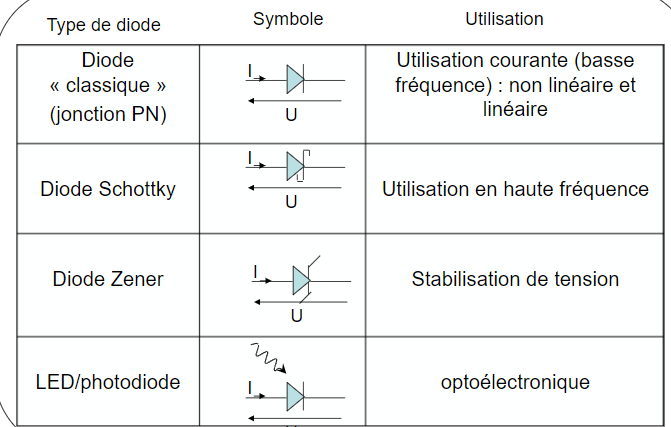 Type de diode
Symbole
Utilisation
Diode
« classique »
(jonction PN)
I
U
Utilisation courante (basse
fréquence) : non linéaire et
linéaire
Diode Schottky
I
U
Utilisation en haute fréquence
Diode Zener
I
U
Stabilisation de tension
LED/photodiode
I
optoélectronique